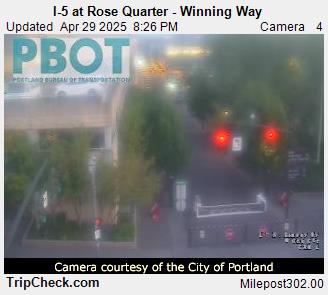 I-5 at Rose Quarter - Winning Way
Updated Apr 29 2025 8:26 PM Camera 4
PBOT
PORTLAND BUREAU OF TRANSPORTATION
Camera courtesy of the City of Portland
TripCheck.com Milepost302.00